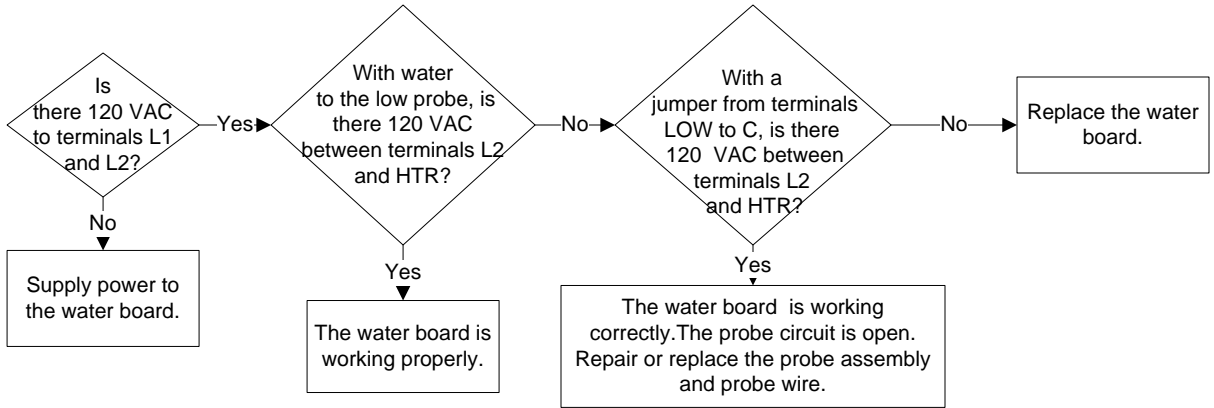 Is
there 120 VAC
to terminals L1
and L2?
Yes
No
Supply power to
the water board.
With water
to the low probe, is
there 120 VAC
between terminals L2
and HTR?
No
Yes
The water board is
working properly.
With a
jumper from terminals
LOW to C, is there
120  VAC between
terminals L2
and HTR?
No
Yes
The water board  is working
correctly.The probe circuit is open.
Repair or replace the probe assembly
and probe wire.
Replace the water
board.